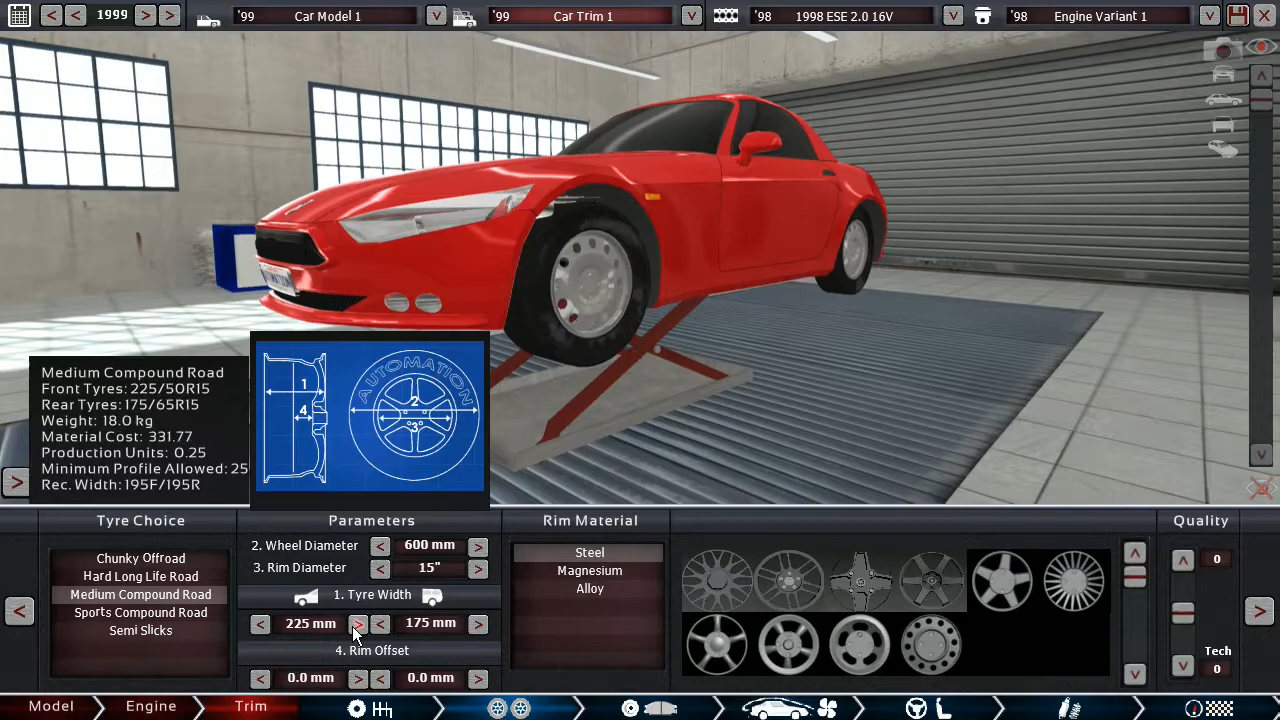 1999
'99 Car Model 1
'99 Car Trim 1
'98 1998 ESE 2.0 16V
'98 Engine Variant 1
Medium Compound Road
Front Tyres: 225/50R15
Rear Tyres: 175/65R15
Weight: 18.0 kg
Material Cost: 331.77
Production Units: 0.25
Minimum Profile Allowed: 25
Rec. Width: 195F/195R
AUTOMATION
1
4
2
3
Tyre Choice
Chunky Offroad
Hard Long Life Road
Medium Compound Road
Sports Compound Road
Semi Slicks
Parameters
2. Wheel Diameter 600 mm
3. Rim Diameter 15"
1. Tyre Width
225 mm 175 mm
4. Rim Offset
0.0 mm 0.0 mm
Rim Material
Steel
Magnesium
Alloy
Quality
0
Tech
0
Model Engine Trim